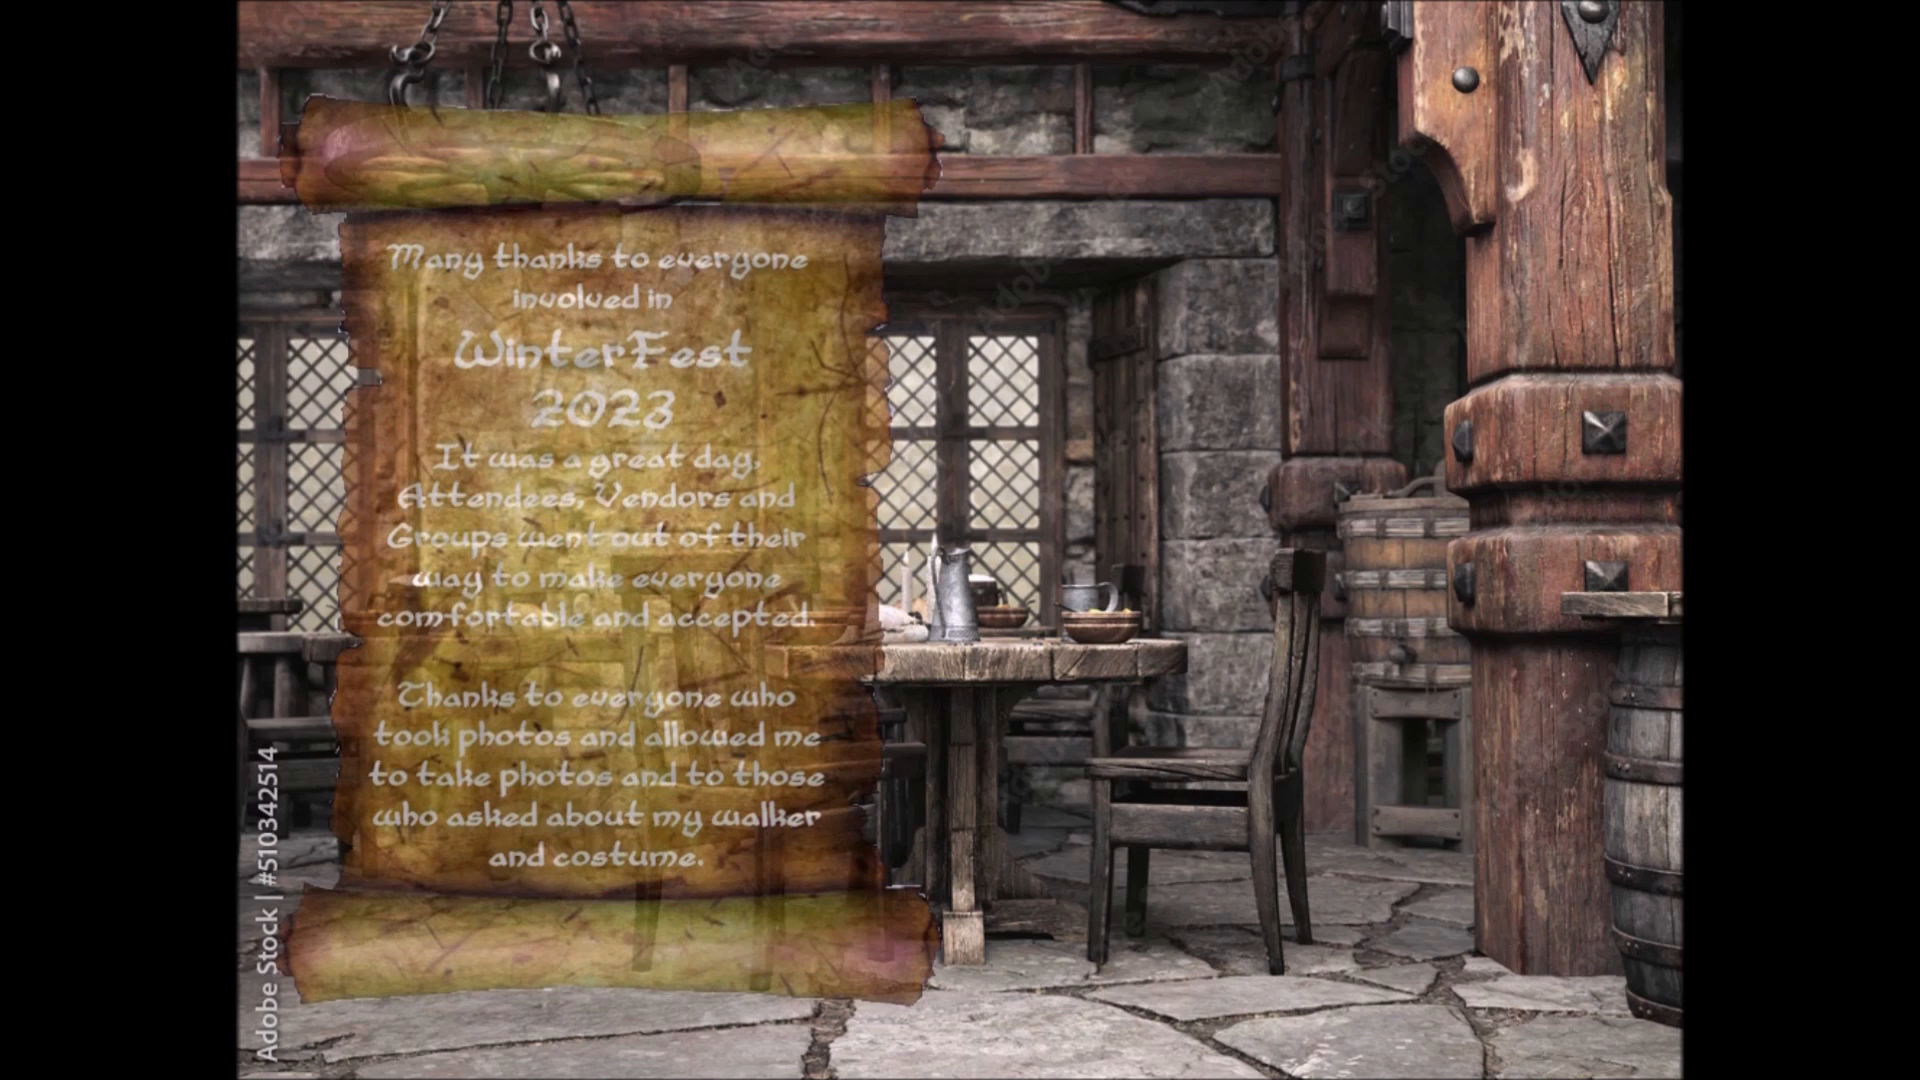 Many thanks to everyone
involved in
WinterFest
2023
It was a great day,
Attendees, Vendors and
Groups went out of their
way to make everyone
comfortable and accepted.
Thanks to everyone who
took photos and allowed me
to take photos and to those
who asked about my walker
and costume.
Adobe Stock | #510342514